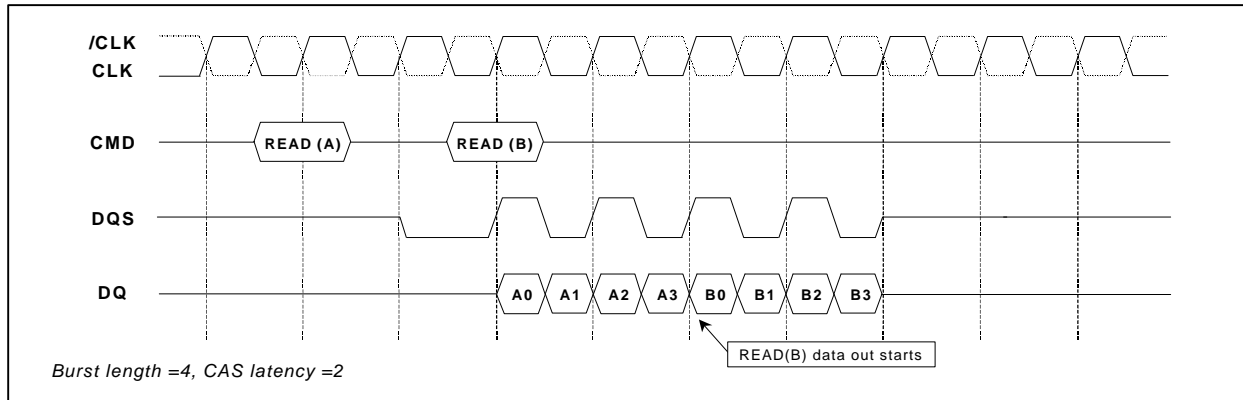 /CLK
CLK
CMD READ (A) READ (B)
DQS
DQ A0 A1 A2 A3 B0 B1 B2 B3
READ(B) data out starts
Burst length =4, CAS latency =2